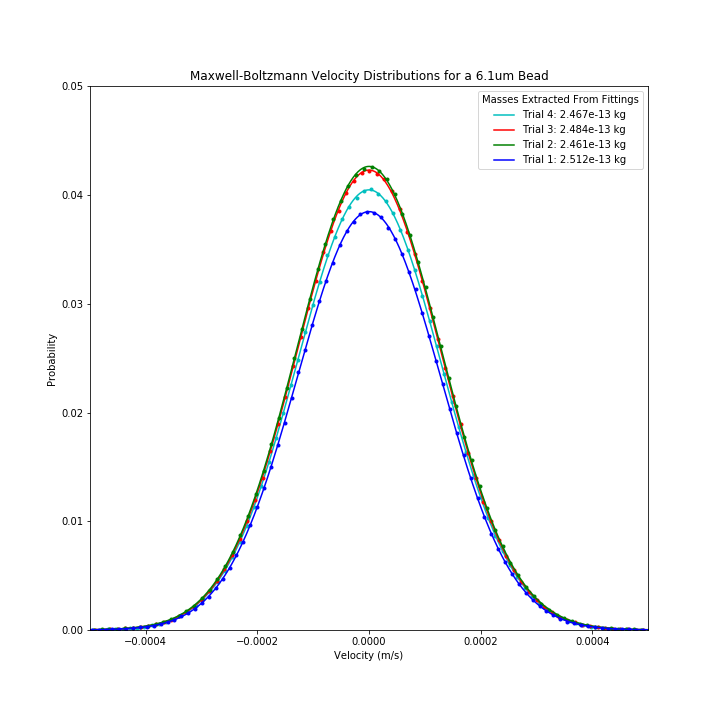 Maxwell-Boltzmann Velocity Distributions for a 6.1um Bead
Masses Extracted From Fittings
Trial 4: 2.467e-13 kg
Trial 3: 2.484e-13 kg
Trial 2: 2.461e-13 kg
Trial 1: 2.512e-13 kg
0.05
0.04
0.03
0.02
0.01
0.00
Probability
−0.0004
−0.0002
0.0000
0.0002
0.0004
Velocity (m/s)